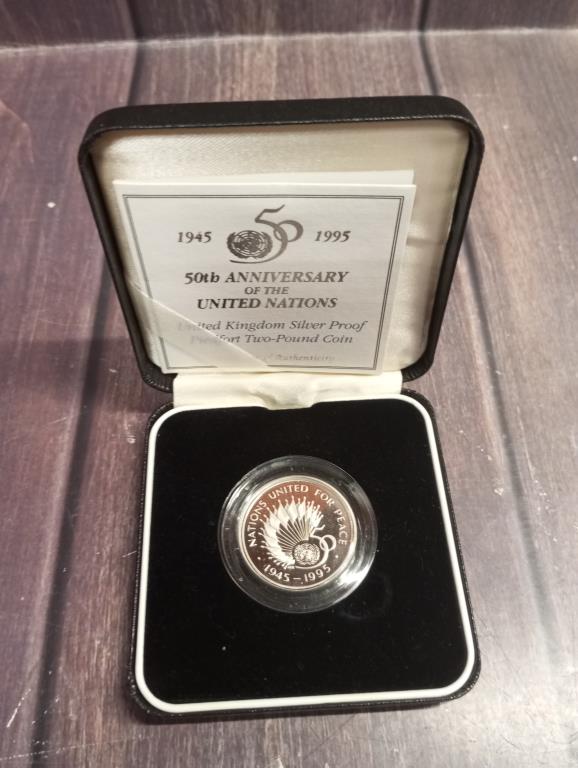 1945 50 1995
50th ANNIVERSARY
OF THE
UNITED NATIONS
United Kingdom Silver Proof
Piedfort Two-Pound Coin
of Authenticity
NATIONS UNITED FOR PEACE
50
· 1945-1995 ·